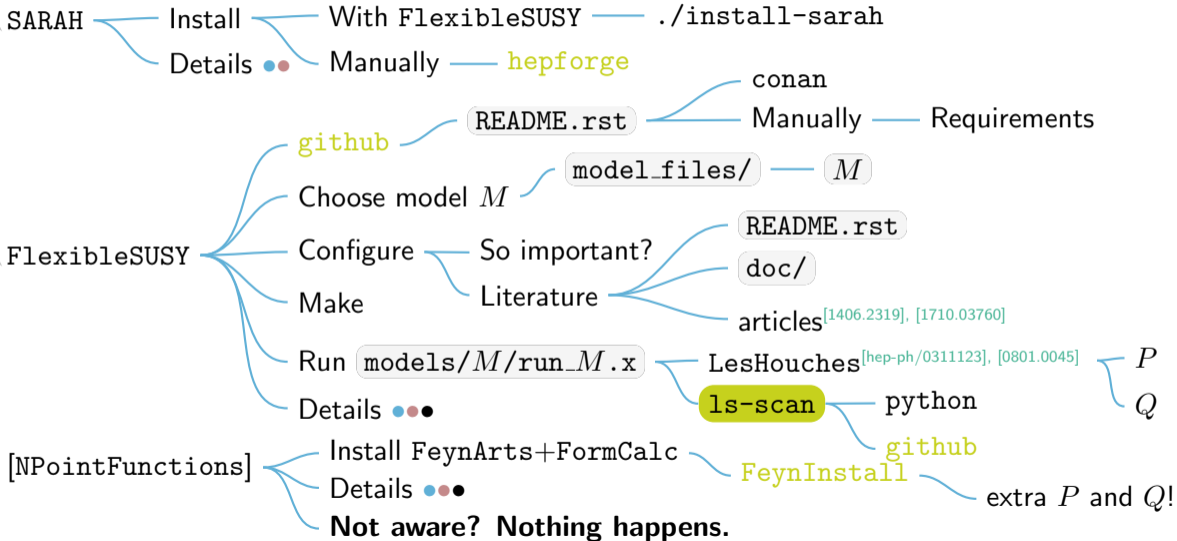 SARAH Install With FlexibleSUSY ./install-sarah
Details Manually hepforge
conan
github README.rst Manually Requirements
Choose model M model_files/ M
README.rst
FlexibleSUSY Configure So important?
doc/
Make Literature
articles[1406.2319], [1710.03760]
Run models/M/run_M.x LesHouches[hep-ph/0311123], [0801.0045] P
Details ls-scan python Q
github
[NPointFunctions] Install FeynArts+FormCalc
FeynInstall
Details extra P and Q!
Not aware? Nothing happens.